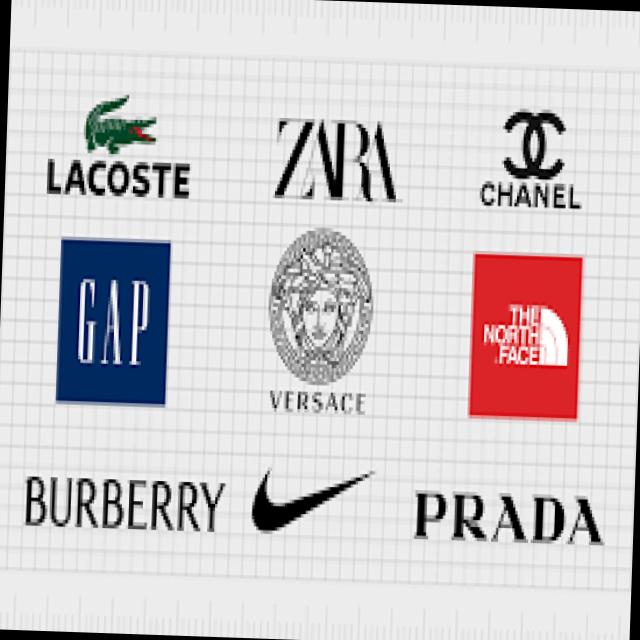 LACOSTE
ZARA
CHANEL
GAP
VERSACE
THE
NORTH
FACE
BURBERRY
PRADA